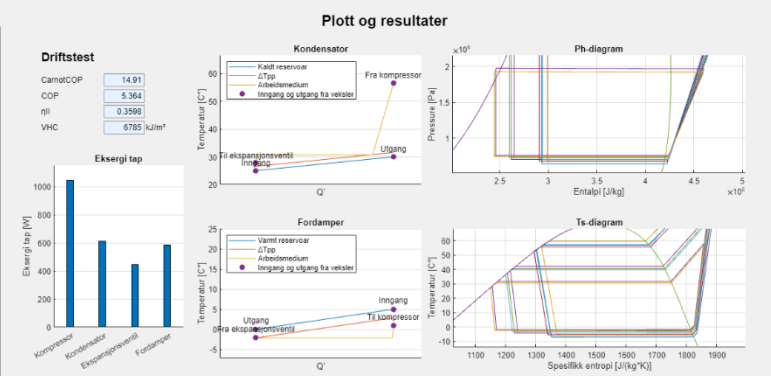 Plott og resultater
Driftstest
CarnotCOP 14.91
COP 5.364
ηII 0.3598
VHC 6785 kJ/m³
Eksergi tap
Eksergi tap [W]
1000
800
600
400
200
0
Kompressor
Kondensator
Ekspansjonsventil
Fordamper
Kondensator
Temperatur [C°]
60
50
40
30
20
Kaldt reservoar
ΔTpp
Arbeidsmedium
Inngang og utgang fra veksler
Fra kompressor
Til ekspansjonsventil
Inngang
Utgang
Q'
Fordamper
Temperatur [C°]
25
20
15
10
5
0
-5
Varmt reservoar
ΔTpp
Arbeidsmedium
Inngang og utgang fra veksler
Inngang
Utgang
Til kompressor
Fra ekspansjonsventil
Q'
Ph-diagram
×10⁶
Pressure [Pa]
2
1.5
1
2.5 3 3.5 4 4.5 5
Entalpi [J/kg]
×10⁵
Ts-diagram
Temperatur [C°]
60
50
40
30
20
10
0
-10
1100 1200 1300 1400 1500 1600 1700 1800 1900
Spesifikk entropi [J/(kg*K)]